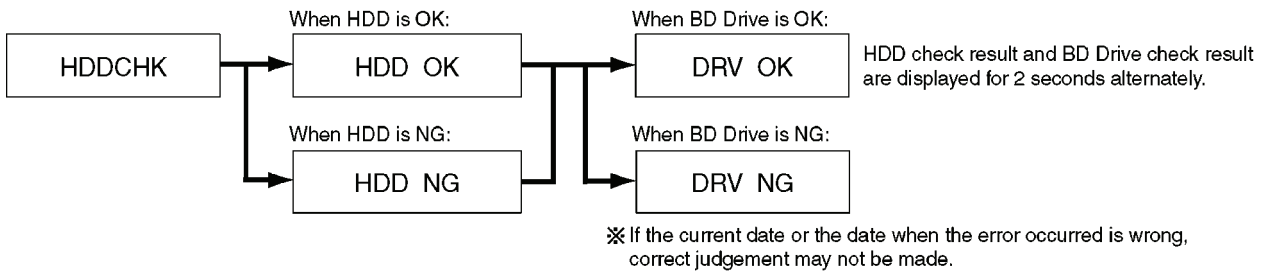 When HDD is OK:
When BD Drive is OK:
HDDCHK
HDD OK
DRV OK
HDD check result and BD Drive check result
are displayed for 2 seconds alternately.
When HDD is NG:
When BD Drive is NG:
HDD NG
DRV NG
※ If the current date or the date when the error occurred is wrong,
correct judgement may not be made.